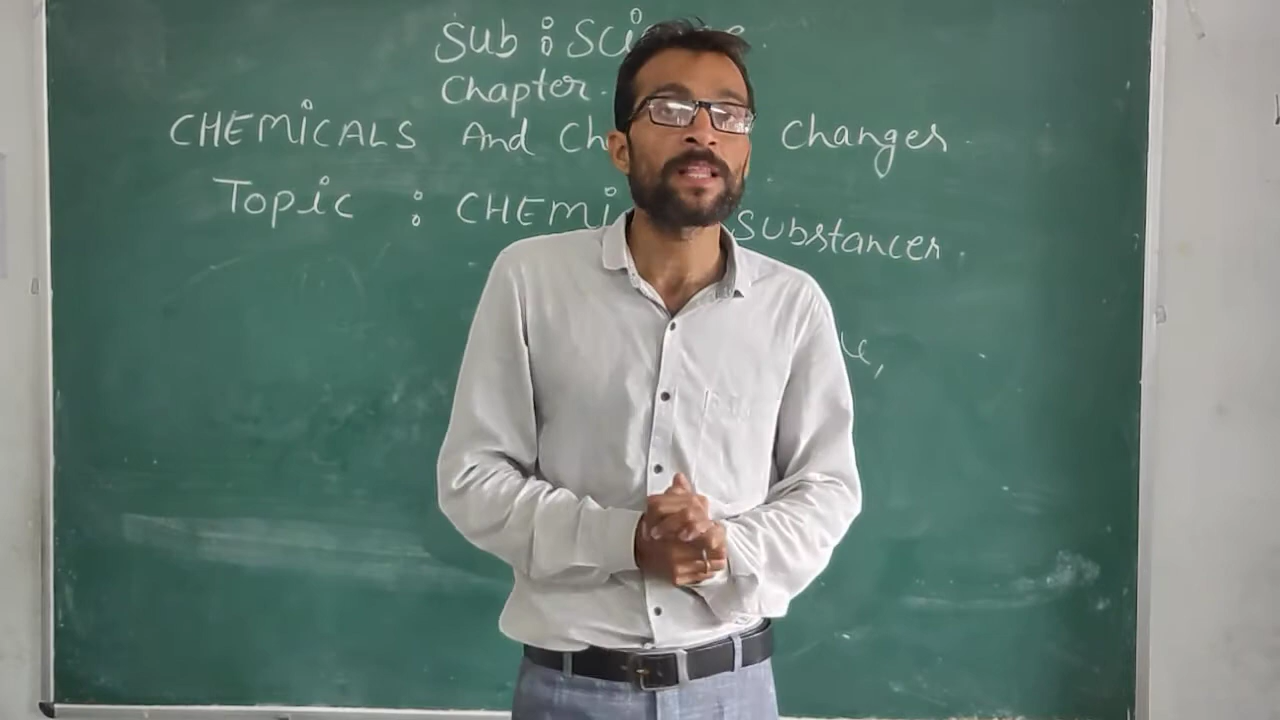 Sub : Sci
Chapter.
CHEMICALS And Ch Changes.
Topic : CHEMi Substances.